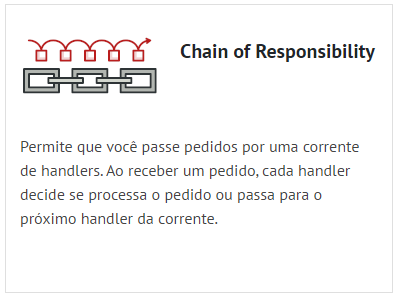 Chain of Responsibility
Permite que você passe pedidos por uma corrente
de handlers. Ao receber um pedido, cada handler
decide se processa o pedido ou passa para o
próximo handler da corrente.